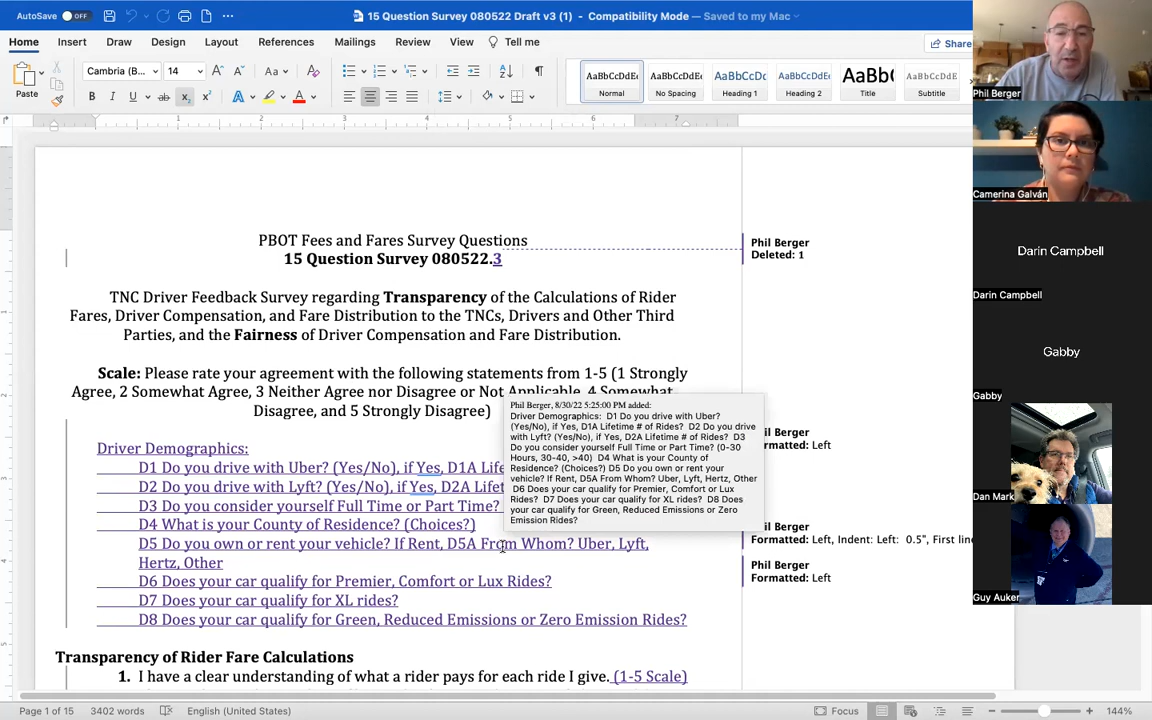 AutoSave OFF
15 Question Survey 080522 Draft v3 (1) - Compatibility Mode — Saved to my Mac
Home Insert Draw Design Layout References Mailings Review View Tell me
Share
Paste
Cambria (B... 14
Aa
B I U ab x2 x2 A A
AaBbCcDdEe AaBbCcDdEe AaBbCcDc AaBbCcDdEe AaBb( AaBbCcDdEe
Normal No Spacing Heading 1 Heading 2 Title Subtitle
1 2 3 4 5 6 7
PBOT Fees and Fares Survey Questions
15 Question Survey 080522.3
TNC Driver Feedback Survey regarding Transparency of the Calculations of Rider
Fares, Driver Compensation, and Fare Distribution to the TNCs, Drivers and Other Third
Parties, and the Fairness of Driver Compensation and Fare Distribution.
Scale: Please rate your agreement with the following statements from 1-5 (1 Strongly
Agree, 2 Somewhat Agree, 3 Neither Agree nor Disagree or Not Applicable, 4 Somewhat
Disagree, and 5 Strongly Disagree)
Driver Demographics:
D1 Do you drive with Uber? (Yes/No), if Yes, D1A Life
D2 Do you drive with Lyft? (Yes/No), if Yes, D2A Lifet
D3 Do you consider yourself Full Time or Part Time?
D4 What is your County of Residence? (Choices?)
D5 Do you own or rent your vehicle? If Rent, D5A From Whom? Uber, Lyft,
Hertz, Other
D6 Does your car qualify for Premier, Comfort or Lux Rides?
D7 Does your car qualify for XL rides?
D8 Does your car qualify for Green, Reduced Emissions or Zero Emission Rides?
Transparency of Rider Fare Calculations
1. I have a clear understanding of what a rider pays for each ride I give. (1-5 Scale)
Phil Berger, 8/30/22 5:25:00 PM added:
Driver Demographics: D1 Do you drive with Uber?
(Yes/No), if Yes, D1A Lifetime # of Rides? D2 Do you drive
with Lyft? (Yes/No), if Yes, D2A Lifetime # of Rides? D3
Do you consider yourself Full Time or Part Time? (0-30
Hours, 30-40, >40) D4 What is your County of
Residence? (Choices?) D5 Do you own or rent your
vehicle? If Rent, D5A From Whom? Uber, Lyft, Hertz, Other
D6 Does your car qualify for Premier, Comfort or Lux
Rides? D7 Does your car qualify for XL rides? D8 Does
your car qualify for Green, Reduced Emissions or Zero
Emission Rides?
Phil Berger
Deleted: 1
il Berger
rmatted: Left
il Berger
Formatted: Left, Indent: Left: 0.5", First line
Phil Berger
Formatted: Left
Phil Berger
Camerina Galván
Darin Campbell
Darin Campbell
Gabby
Gabby
Dan Mark
Guy Auker
Page 1 of 15 3402 words English (United States) Focus 144%